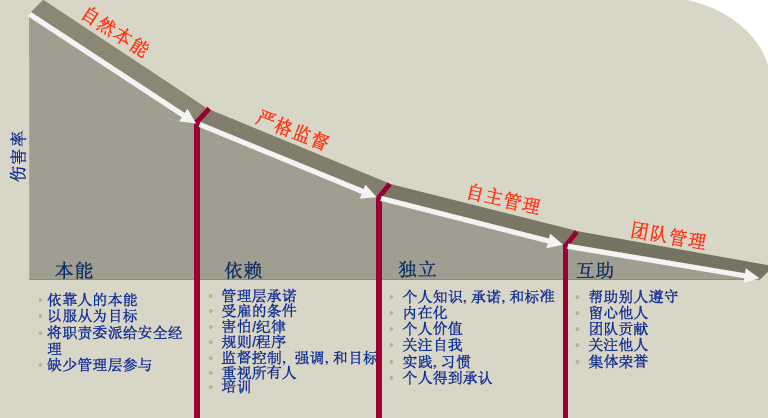 自然本能
严格监督
自主管理
团队管理
伤害率
本能
依赖
独立
互助
依靠人的本能
以服从为目标
将职责委派给安全经
理
缺少管理层参与
管理层承诺
受雇的条件
害怕/纪律
规则/程序
监督控制, 强调, 和目标
重视所有人
培训
个人知识, 承诺, 和标准
内在化
个人价值
关注自我
实践, 习惯
个人得到承认
帮助别人遵守
留心他人
团队贡献
关注他人
集体荣誉